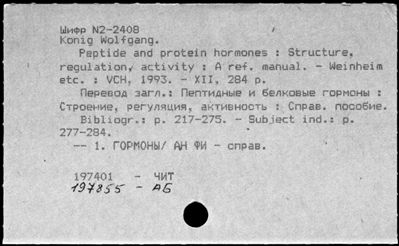 Шифр N2-2408
Konig Wolfgang.
Peptide and protein hormones : Structure,
regulation, activity : A ref. manual. - Weinheim
etc. : VCH, 1993. - XII, 284 p.
Перевод загл.: Пептидные и белковые гормоны :
Строение, регуляция, активность : Справ. пособие.
Bibliogr.: p. 217-275. - Subject ind.: p.
277-284.
-- 1. ГОРМОНЫ/ АН ФИ - справ.
197401 - ЧИТ
197855 - АБ